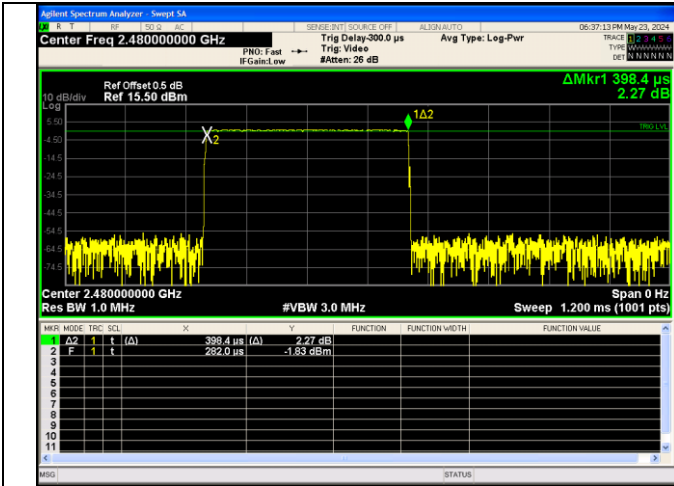 Agilent Spectrum Analyzer - Swept SA
R T RF 50 Ω AC SENSE:INT SOURCE OFF ALIGN AUTO 06:37:13 PM May 23, 2024
Center Freq 2.480000000 GHz Trig Delay-300.0 µs Avg Type: Log-Pwr TRACE 1 2 3 4 5 6
PNO: Fast Trig: Video TYPE W
IFGain:Low #Atten: 26 dB DET N N N N N N
Ref Offset 0.5 dB ΔMkr1 398.4 µs
10 dB/div Ref 15.50 dBm 2.27 dB
Log
5.50
1Δ2
TRIG LVL
-4.50
X2
-14.5
-24.5
-34.5
-44.5
-54.5
-64.5
-74.5
Center 2.480000000 GHz Span 0 Hz
Res BW 1.0 MHz #VBW 3.0 MHz Sweep 1.200 ms (1001 pts)
MKR MODE TRC SCL X Y FUNCTION FUNCTION WIDTH FUNCTION VALUE
1 Δ2 1 t (Δ) 398.4 µs (Δ) 2.27 dB
2 F 1 t 282.0 µs -1.83 dBm
3
4
5
6
7
8
9
10
11
MSG STATUS